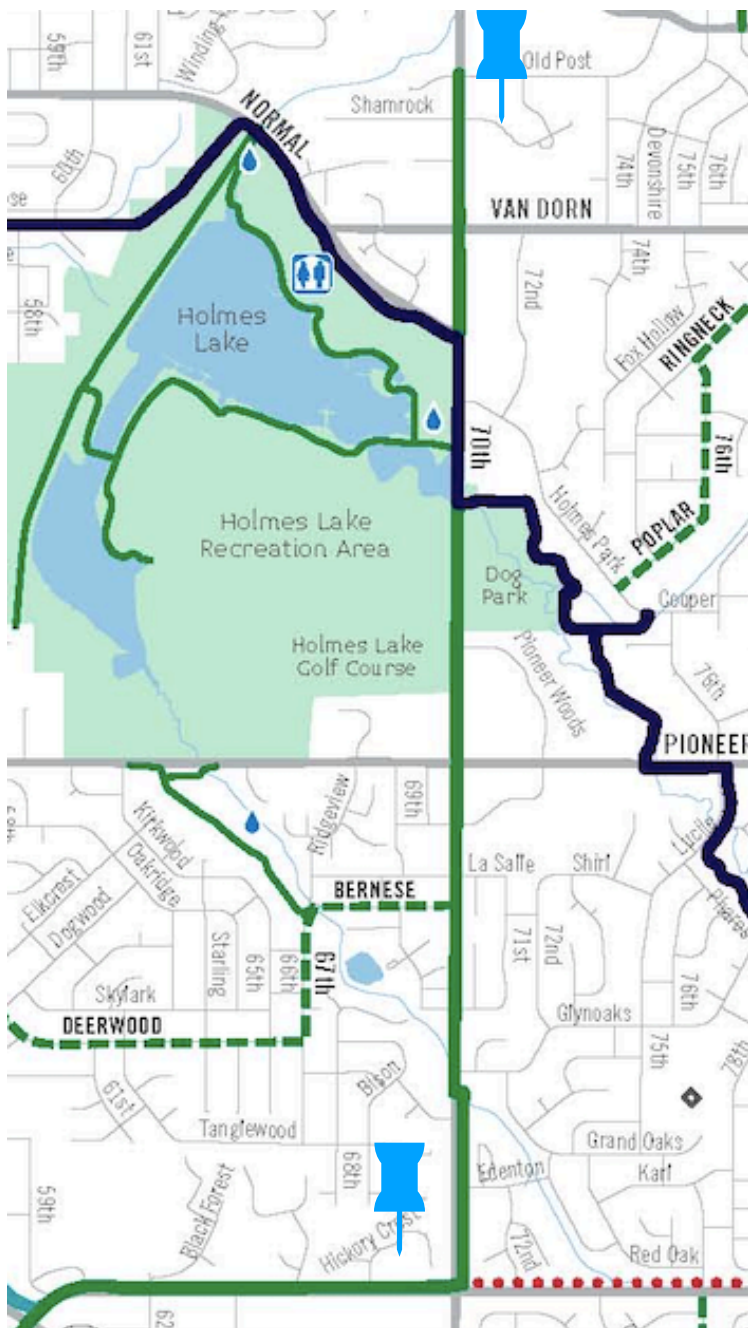 59th
61st
Winding
Old Post
Shamrock
NORMAL
60th
74th
Devonshire
75th
76th
se
VAN DORN
58th
72nd
74th
Fox Hollow
RINGNECK
Holmes
Lake
70th
76th
Holmes Lake
Recreation Area
Holmes Park
POPLAR
Dog
Park
Cooper
Holmes Lake
Golf Course
Pioneer Woods
76th
PIONEER
Kirkwood
Ridgeview
69th
Lucile
Oakridge
La Salle
Shirl
Elkcrest
BERNESE
Dogwood
Starling
65th
66th
67th
71st
72nd
Skylark
76th
DEERWOOD
Glynoaks
75th
78th
61st
Bison
Tanglewood
Grand Oaks
68th
Edenton
Karl
59th
Black Forest
Hickory Crest
72nd
Red Oak
62